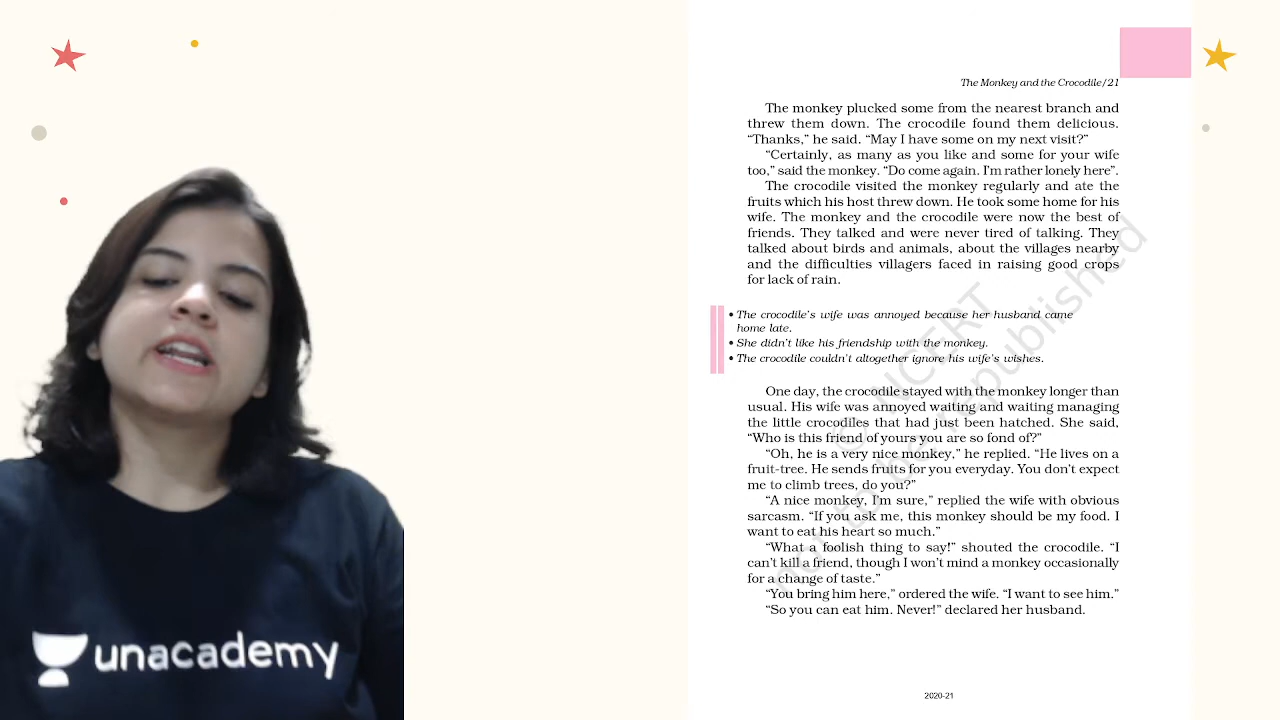 The Monkey and the Crocodile/21
The monkey plucked some from the nearest branch and
threw them down. The crocodile found them delicious.
“Thanks,” he said. “May I have some on my next visit?”
“Certainly, as many as you like and some for your wife
too,” said the monkey. “Do come again. I'm rather lonely here”.
The crocodile visited the monkey regularly and ate the
fruits which his host threw down. He took some home for his
wife. The monkey and the crocodile were now the best of
friends. They talked and were never tired of talking. They
talked about birds and animals, about the villages nearby
and the difficulties villagers faced in raising good crops
for lack of rain.
• The crocodile's wife was annoyed because her husband came
home late.
• She didn't like his friendship with the monkey.
• The crocodile couldn't altogether ignore his wife's wishes.
One day, the crocodile stayed with the monkey longer than
usual. His wife was annoyed waiting and waiting managing
the little crocodiles that had just been hatched. She said,
“Who is this friend of yours you are so fond of?”
“Oh, he is a very nice monkey,” he replied. “He lives on a
fruit-tree. He sends fruits for you everyday. You don't expect
me to climb trees, do you?”
“A nice monkey, I'm sure,” replied the wife with obvious
sarcasm. “If you ask me, this monkey should be my food. I
want to eat his heart so much.”
“What a foolish thing to say!” shouted the crocodile. “I
can't kill a friend, though I won't mind a monkey occasionally
for a change of taste.”
“You bring him here,” ordered the wife. “I want to see him.”
“So you can eat him. Never!” declared her husband.
2020-21
© NCERT
not to be republished
unacademy